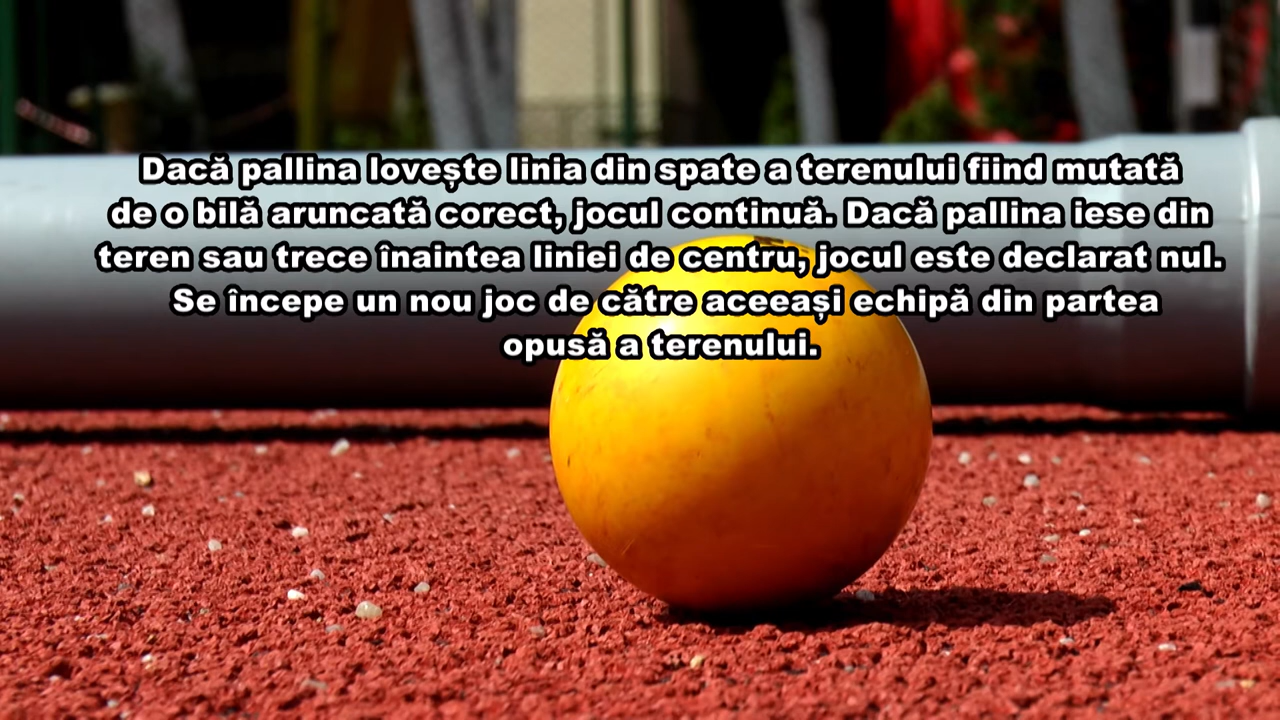 Dacă pallina lovește linia din spate a terenului fiind mutată
de o bilă aruncată corect, jocul continuă. Dacă pallina iese din
teren sau trece înaintea liniei de centru, jocul este declarat nul.
Se începe un nou joc de către aceeași echipă din partea
opusă a terenului.